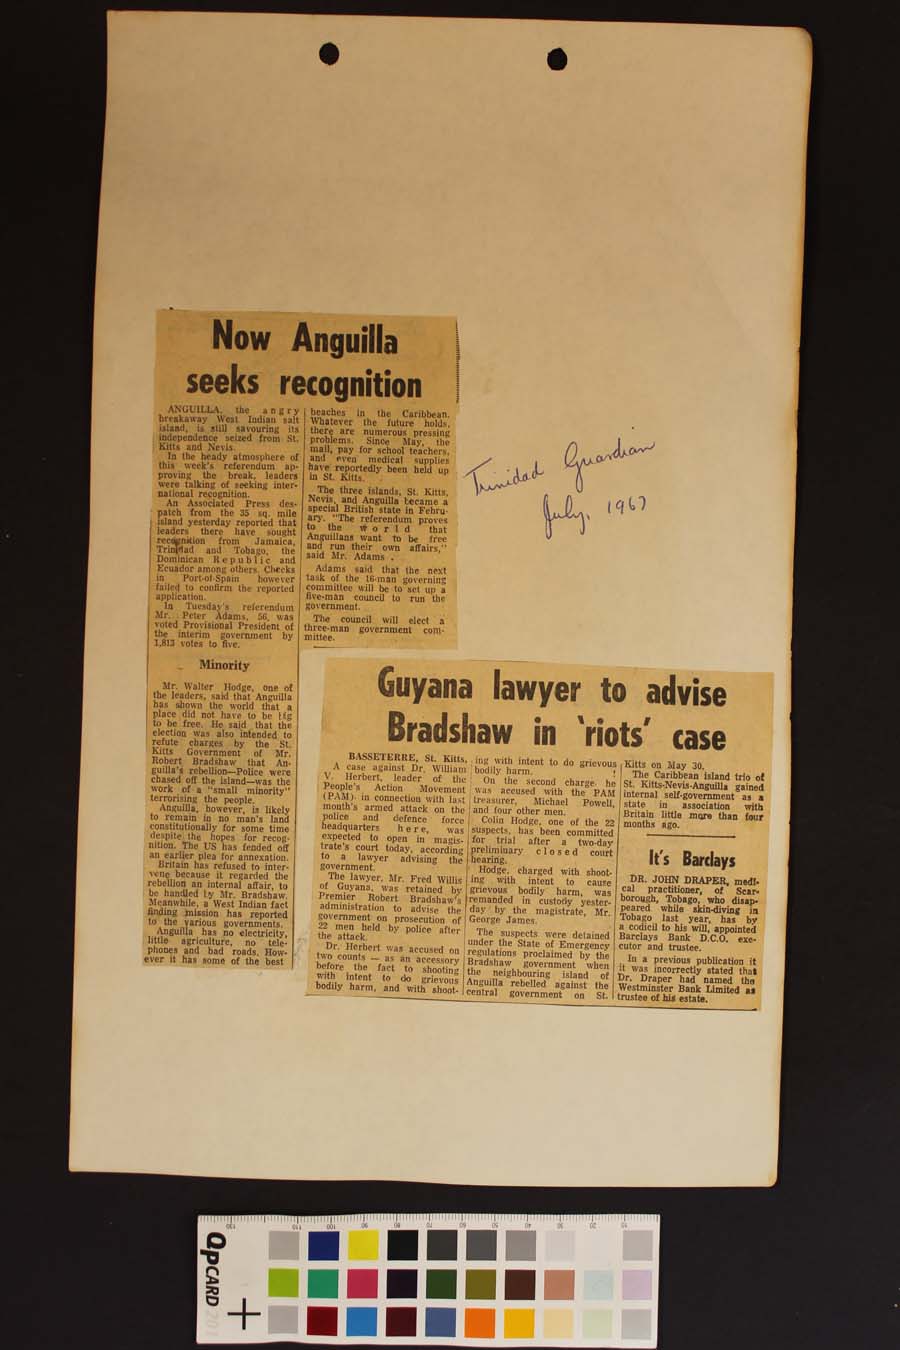 Now Anguilla
seeks recognition
ANGUILLA, the angry
breakaway West Indian salt
island, is still savouring its
independence seized from St.
Kitts and Nevis.
In the heady atmosphere of
this week's referendum ap-
proving the break, leaders
were talking of seeking inter-
national recognition.
An Associated Press des-
patch from the 35 sq. mile
island yesterday reported that
leaders there have sought
recognition from Jamaica,
Trinidad and Tobago, the
Dominican Republic and
Ecuador among others. Checks
in Port-of-Spain however
failed to confirm the reported
application.
In Tuesday's referendum
Mr. Peter Adams, 56, was
voted Provisional President of
the interim government by
1,813 votes to five.
Minority
Mr. Walter Hodge, one of
the leaders, said that Anguilla
has shown the world that a
place did not have to be big
to be free. He said that the
election was also intended to
refute charges by the St.
Kitts Government of Mr.
Robert Bradshaw that An-
guilla's rebellion—Police were
chased off the island—was the
work of a "small minority"
terrorising the people.
Anguilla, however, is likely
to remain in no man's land
constitutionally for some time
despite the hopes for recog-
nition. The US has fended off
an earlier plea for annexation.
Britain has refused to inter-
vene because it regarded the
rebellion an internal affair, to
be handled by Mr. Bradshaw.
Meanwhile, a West Indian fact
finding mission has reported
to the various governments.
Anguilla has no electricity,
little agriculture, no tele-
phones and bad roads. How-
ever it has some of the best
beaches in the Caribbean.
Whatever the future holds,
there are numerous pressing
problems. Since May, the
mail, pay for school teachers,
and even medical supplies
have reportedly been held up
in St. Kitts.
The three islands, St. Kitts,
Nevis, and Anguilla became a
special British state in Febru-
ary. "The referendum proves
to the world that
Anguillans want to be free
and run their own affairs,"
said Mr. Adams .
Adams said that the next
task of the 16-man governing
committee will be to set up a
five-man council to run the
government.
The council will elect a
three-man government com-
mittee.
Trinidad Guardian
July, 1967
Guyana lawyer to advise
Bradshaw in 'riots' case
BASSETERRE, St. Kitts,
A case against Dr. William
V. Herbert, leader of the
People's Action Movement
(PAM) in connection with last
month's armed attack on the
police and defence force
headquarters here, was
expected to open in magis-
trate's court today, according
to a lawyer advising the
government.
The lawyer, Mr. Fred Willis
of Guyana, was retained by
Premier Robert Bradshaw's
administration to advise the
government on prosecution of
22 men held by police after
the attack.
Dr. Herbert was accused on
two counts — as an accessory
before the fact to shooting
with intent to do grievous
bodily harm, and with shoot-
ing with intent to do grievous
bodily harm.
On the second charge he
was accused with the PAM
treasurer, Michael Powell,
and four other men.
Colin Hodge, one of the 22
suspects, has been committed
for trial after a two-day
preliminary closed court
hearing.
Hodge, charged with shoot-
ing with intent to cause
grievous bodily harm, was
remanded in custody yester-
day by the magistrate, Mr.
George James.
The suspects were detained
under the State of Emergency
regulations proclaimed by the
Bradshaw government when
the neighbouring island of
Anguilla rebelled against the
central government on St.
Kitts on May 30.
The Caribbean island trio of
St. Kitts-Nevis-Anguilla gained
internal self-government as a
state in association with
Britain little more than four
months ago.
It's Barclays
DR. JOHN DRAPER, medi-
cal practitioner, of Scar-
borough, Tobago, who disap-
peared while skin-diving in
Tobago last year, has by
a codicil to his will, appointed
Barclays Bank D.C.O. exe-
cutor and trustee.
In a previous publication it
it was incorrectly stated that
Dr. Draper had named the
Westminster Bank Limited as
trustee of his estate.
130 110 100 90 80 70 60 50 40 20 10
QPCARD 201